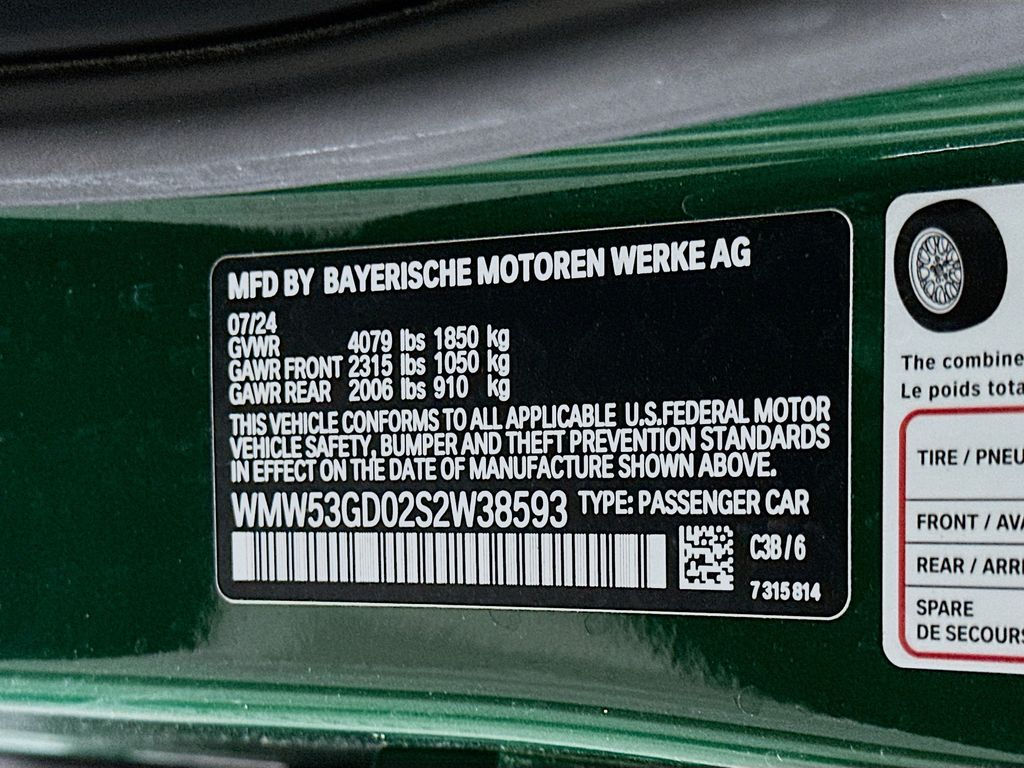 MFD BY BAYERISCHE MOTOREN WERKE AG
07/24
GVWR 4079 lbs 1850 kg
GAWR FRONT 2315 lbs 1050 kg
GAWR REAR 2006 lbs 910 kg
THIS VEHICLE CONFORMS TO ALL APPLICABLE U.S.FEDERAL MOTOR
VEHICLE SAFETY, BUMPER AND THEFT PREVENTION STANDARDS
IN EFFECT ON THE DATE OF MANUFACTURE SHOWN ABOVE.
WMW53GD02S2W38593 TYPE: PASSENGER CAR
C3B/6
7315814
The combine
Le poids tota
TIRE / PNEU
FRONT / AVA
REAR / ARRI
SPARE
DE SECOURS